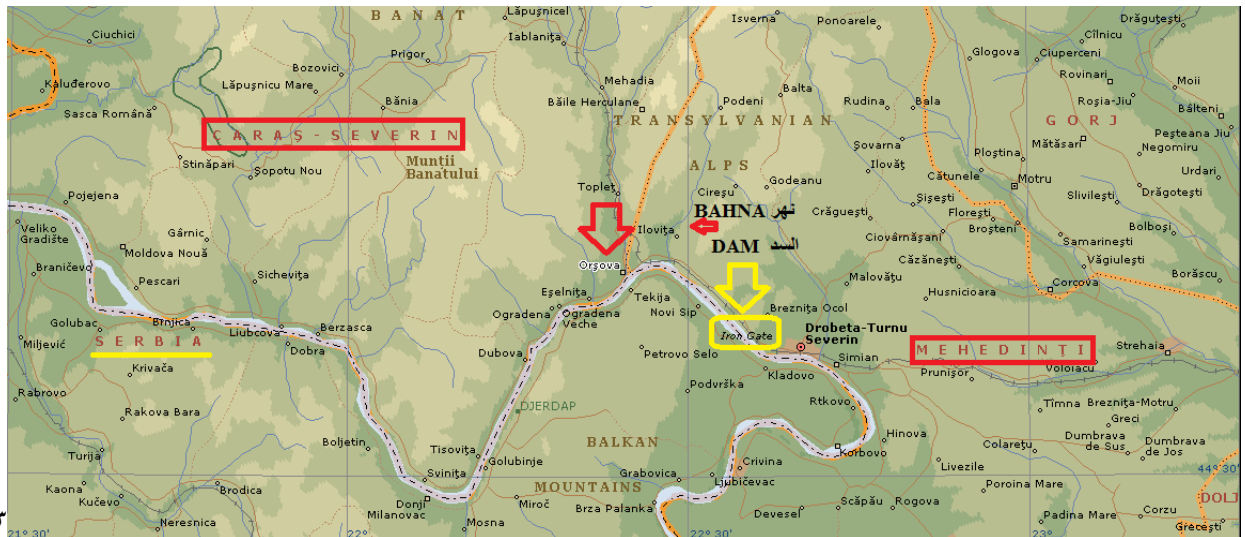 BANAT
Lăpușnicel
Isverna
Ponoarele
Drăgutești
Ciuchici
Iablanița
Cîlnicu
Prigor
Glogova
Ciuperceni
Bozovici
Mehadia
Rovinari
Moii
Kaluđerovo
Lăpușnicu Mare
Balta
Bănia
Băile Herculane
Podeni
Rudina
Bala
Roșia-Jiu
Bâlteni
Sasca Română
TRANSYLVANIAN
GORJ
CARAȘ-SEVERIN
Peșteana Jiu
Șovarna
Mătăsari
Negomiru
Stinăpari
Muntii
Banatului
ALPS
Ilovăț
Ploștina
Șopotu Nou
Cătunele
Urdari
Godeanu
Motru
Pojejena
Topleț
Cireșu
Sisești
Slivilești
Drăgotești
BAHNA نهر
Crăguești
Florești
Veliko
Gradište
Gârnic
Ilovița
Broșteni
Bolboși
Ciovârnășani
Samarinești
Moldova Nouă
DAM السد
Căzănești
Văgiulești
Braničevo
Sichevița
Orșova
Borăscu
Pescari
Malovățu
Corcova
Eșelnița
Tekija
Husnicioara
Ogradena
Ogradena
Veche
Novi Sip
Breznița Ocol
Golubac
Binjica
Berzasca
Liubcova
Iron Gate
Drobeta-Turnu
Severin
SERBIA
Miljević
Dobra
MEHEDINȚI
Strehaia
Dubova
Petrovo Selo
Simian
Krivača
Kladovo
Prunișor
Voloiacu
Rabrovo
Podvrška
Rtkovo
Tîmna
Breznița-Motru
Rakova Bara
DJERDAP
Greci
Boljetin
BALKAN
Hinova
Colarețu
Dumbrava
de Sus
Dumbrava
de Jos
Turija
Tisovița
Golubinje
Korbovo
Livezile
Svinița
Grabovica
Crivina
44°30'
Kaona
Ljubičevac
Poroina Mare
Kučevo
Brodica
Donji
Milanovac
Miroč
MOUNTAINS
Brza Palanka
Scăpău
Rogova
DOLJ
Devesel
Neresnica
Mosna
Padina Mare
Corzu
Grecești
21°30'
22°
22°30'
23°